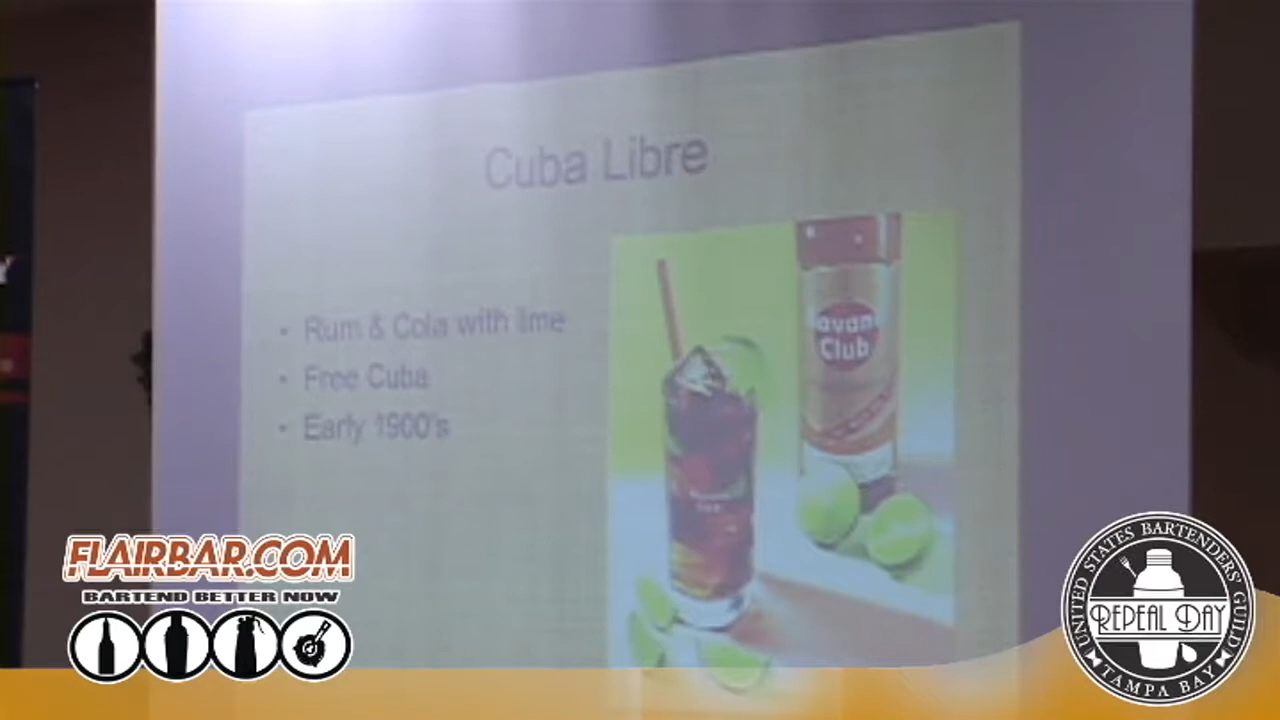 Cuba Libre
• Rum & Cola with lime
• Free Cuba
• Early 1900's
avan
Club
FLAIRBAR.COM
BARTEND BETTER NOW
UNITED STATES BARTENDERS' GUILD
REPEAL DAY
TAMPA BAY